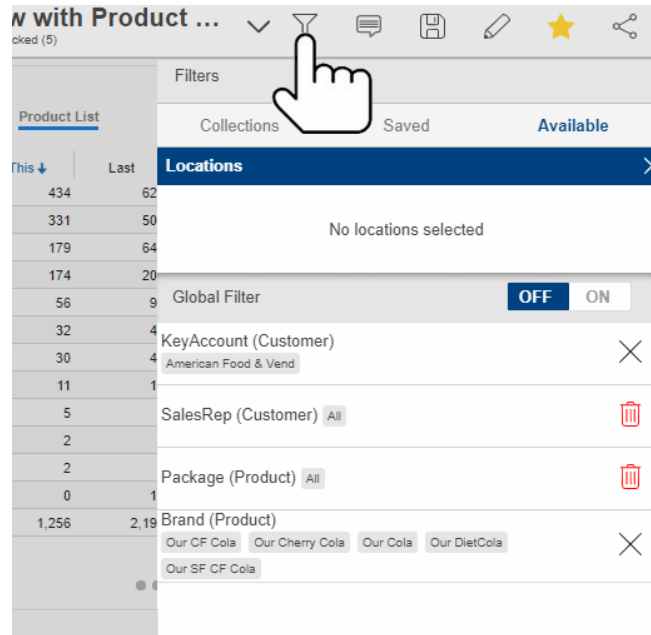 w with Product ...
cked (5)
Filters
Product List
Collections
Saved
Available
This
Last
Locations
434
62
331
50
No locations selected
179
64
174
20
Global Filter
OFF
ON
56
9
32
4
KeyAccount (Customer)
30
4
American Food & Vend
11
1
5
SalesRep (Customer) All
2
2
Package (Product) All
0
1
1,256
2,19
Brand (Product)
Our CF Cola Our Cherry Cola Our Cola Our DietCola
Our SF CF Cola